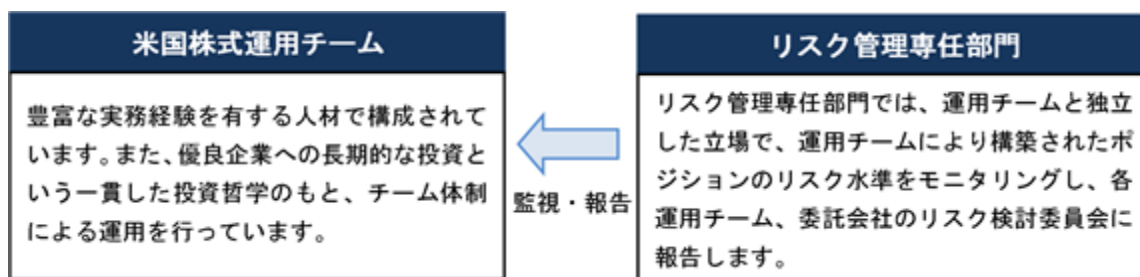 米国株式運用チーム
豊富な実務経験を有する人材で構成されて
います。また、優良企業への長期的な投資と
いう一貫した投資哲学のもと、チーム体制
による運用を行っています。
監視・報告
リスク管理専任部門
リスク管理専任部門では、運用チームと独立
した立場で、運用チームにより構築されたポ
ジションのリスク水準をモニタリングし、各
運用チーム、委託会社のリスク検討委員会に
報告します。